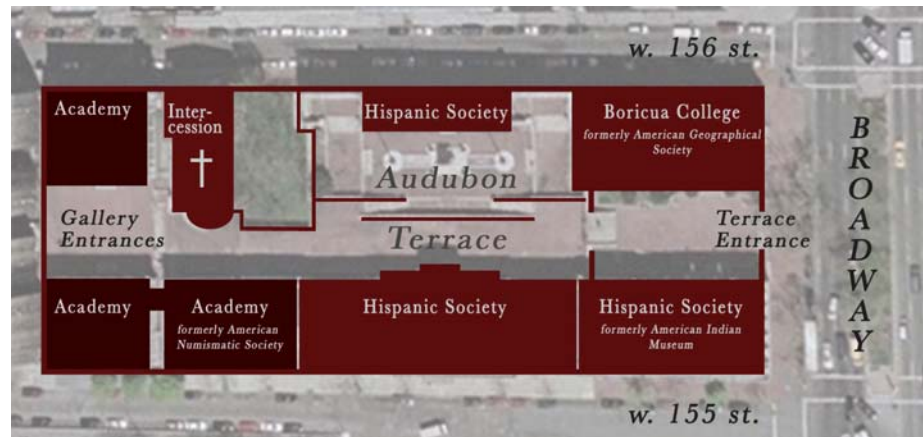 w. 156 st.
Academy
Inter-
cession
Hispanic Society
Boricua College
formerly American Geographical
Society
BROADWAY
Audubon
Terrace
Gallery
Entrances
Terrace
Entrance
Academy
Academy
formerly American
Numismatic Society
Hispanic Society
Hispanic Society
formerly American Indian
Museum
w. 155 st.